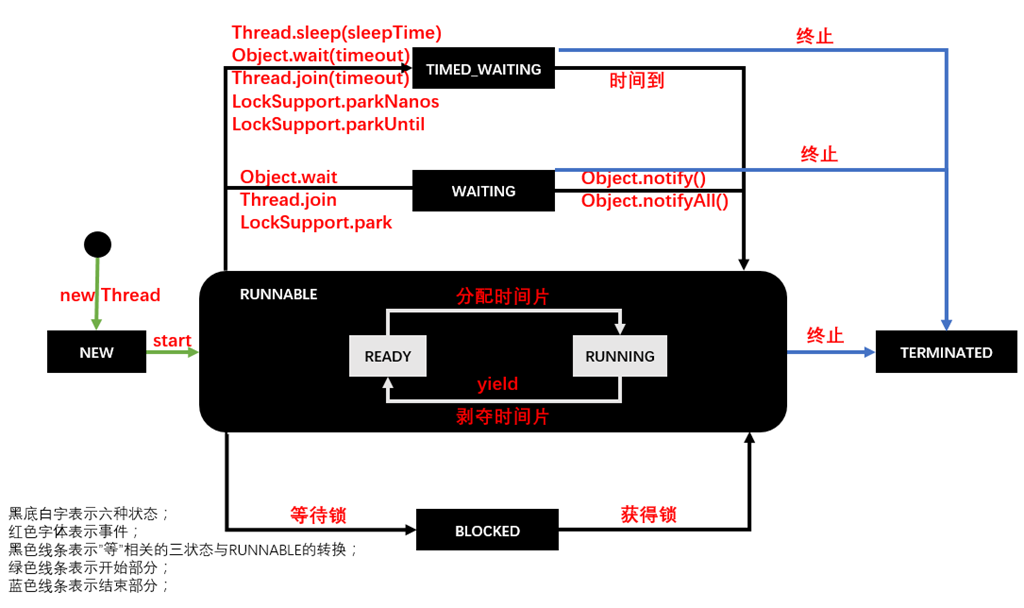 Thread.sleep(sleepTime)
Object.wait(timeout)
Thread.join(timeout)
LockSupport.parkNanos
LockSupport.parkUntil
TIMED_WAITING
终止
时间到
Object.wait
Thread.join
LockSupport.park
WAITING
终止
Object.notify()
Object.notifyAll()
new Thread
NEW
start
RUNNABLE
分配时间片
READY
RUNNING
yield
剥夺时间片
终止
TERMINATED
等待锁
BLOCKED
获得锁
黑底白字表示六种状态；
红色字体表示事件；
黑色线条表示”等”相关的三状态与RUNNABLE的转换；
绿色线条表示开始部分；
蓝色线条表示结束部分；